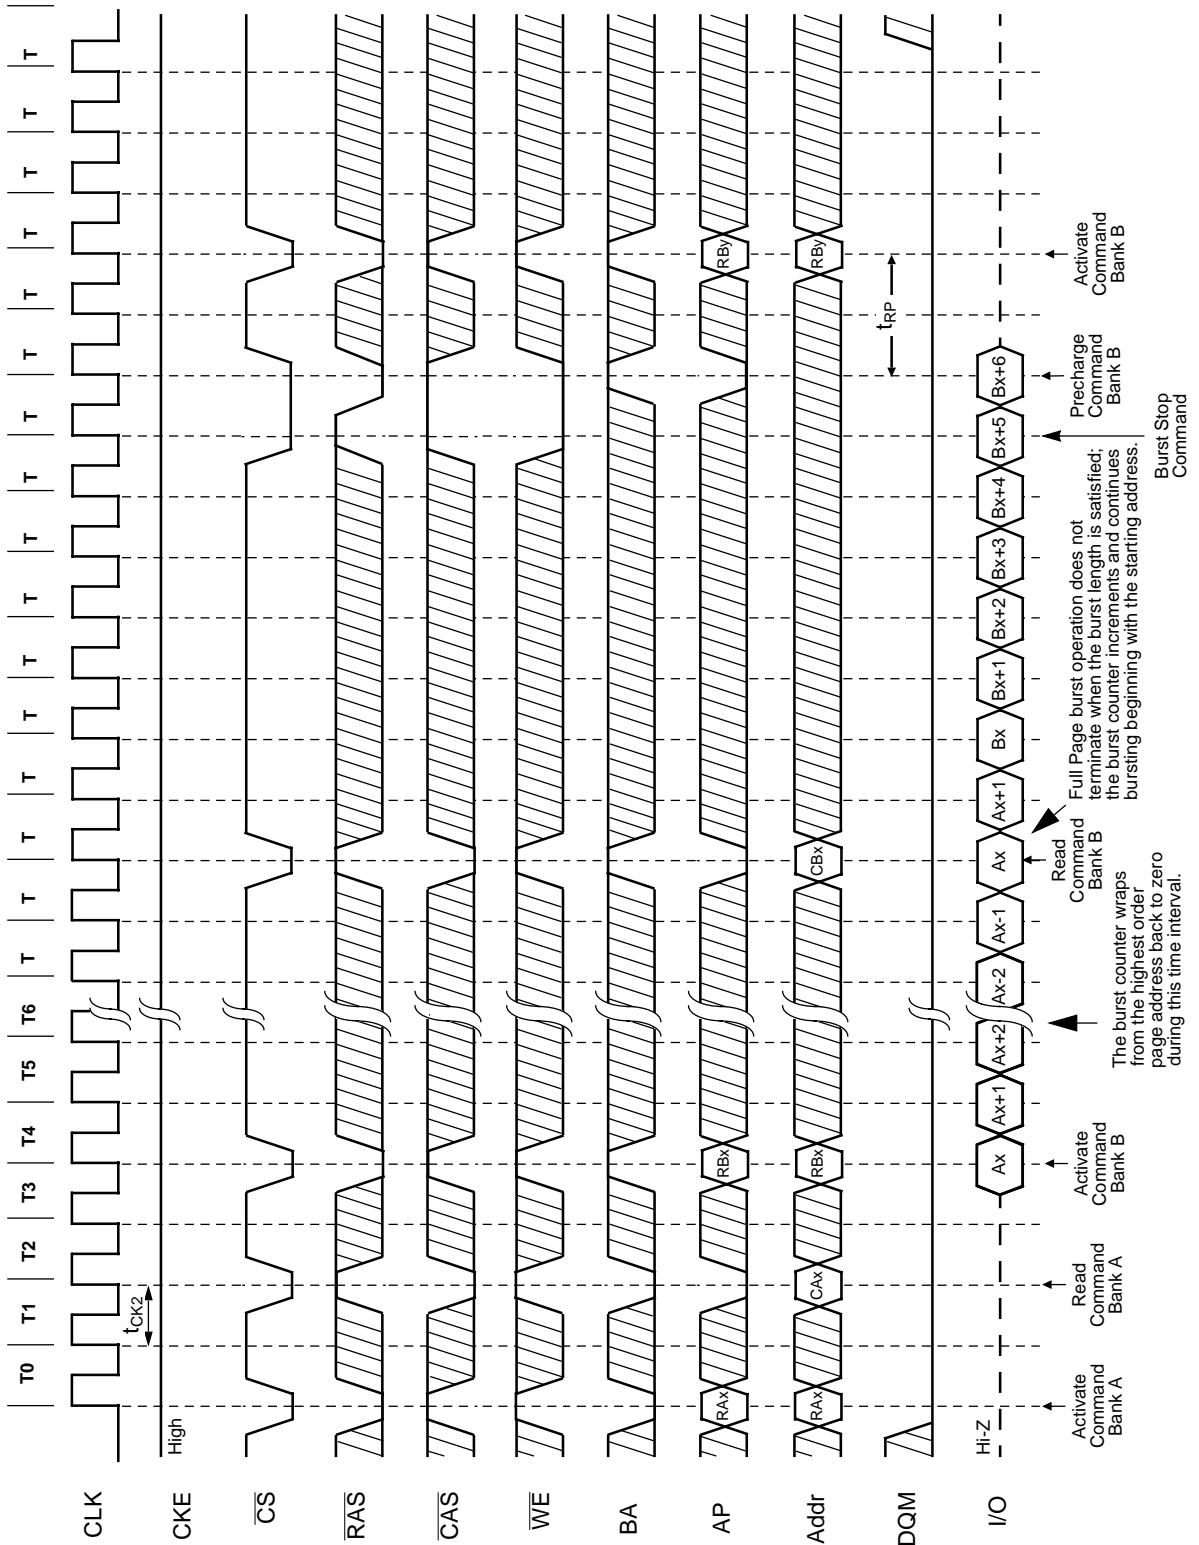 T0 T1 T2 T3 T4 T5 T6 T T T T T T T T T T T T T T T T
CLK
tCK2
CKE
High
CS
RAS
CAS
WE
BA
AP
RAx RBx RBy
Addr
RAx CAx RBx CBx RBy
DQM
tRP
I/O
Hi-Z
Ax Ax+1 Ax+2 Ax-2 Ax-1 Ax Ax+1 Bx Bx+1 Bx+2 Bx+3 Bx+4 Bx+5 Bx+6
Activate
Command
Bank A
Read
Command
Bank A
Activate
Command
Bank B
The burst counter wraps
from the highest order
page address back to zero
during this time interval.
Read
Command
Bank B
Full Page burst operation does not
terminate when the burst length is satisfied;
the burst counter increments and continues
bursting beginning with the starting address.
Burst Stop
Command
Precharge
Command
Bank B
Activate
Command
Bank B